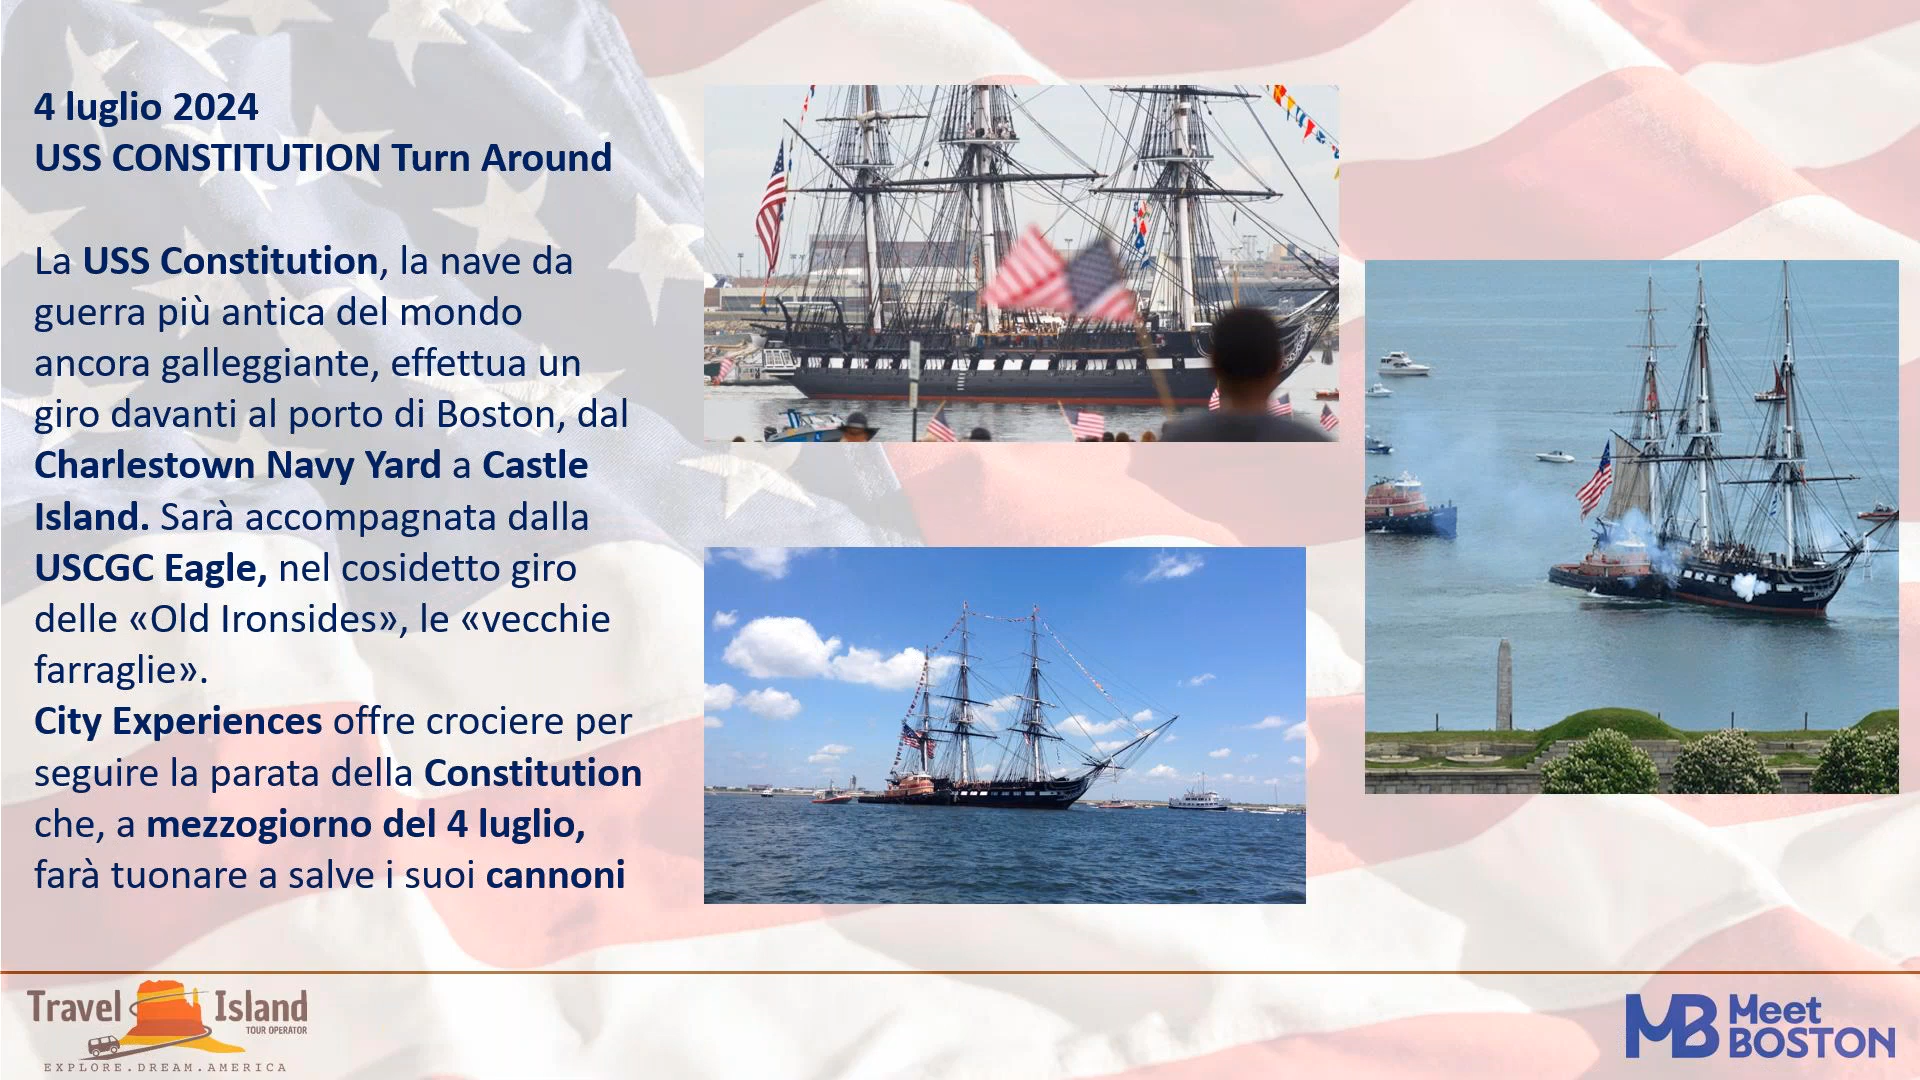 4 luglio 2024
USS CONSTITUTION Turn Around
La USS Constitution, la nave da
guerra più antica del mondo
ancora galleggiante, effettua un
giro davanti al porto di Boston, dal
Charlestown Navy Yard a Castle
Island. Sarà accompagnata dalla
USCGC Eagle, nel cosidetto giro
delle «Old Ironsides», le «vecchie
farraglie».
City Experiences offre crociere per
seguire la parata della Constitution
che, a mezzogiorno del 4 luglio,
farà tuonare a salve i suoi cannoni
Travel Island
TOUR OPERATOR
EXPLORE.DREAM.AMERICA
MB Meet
BOSTON